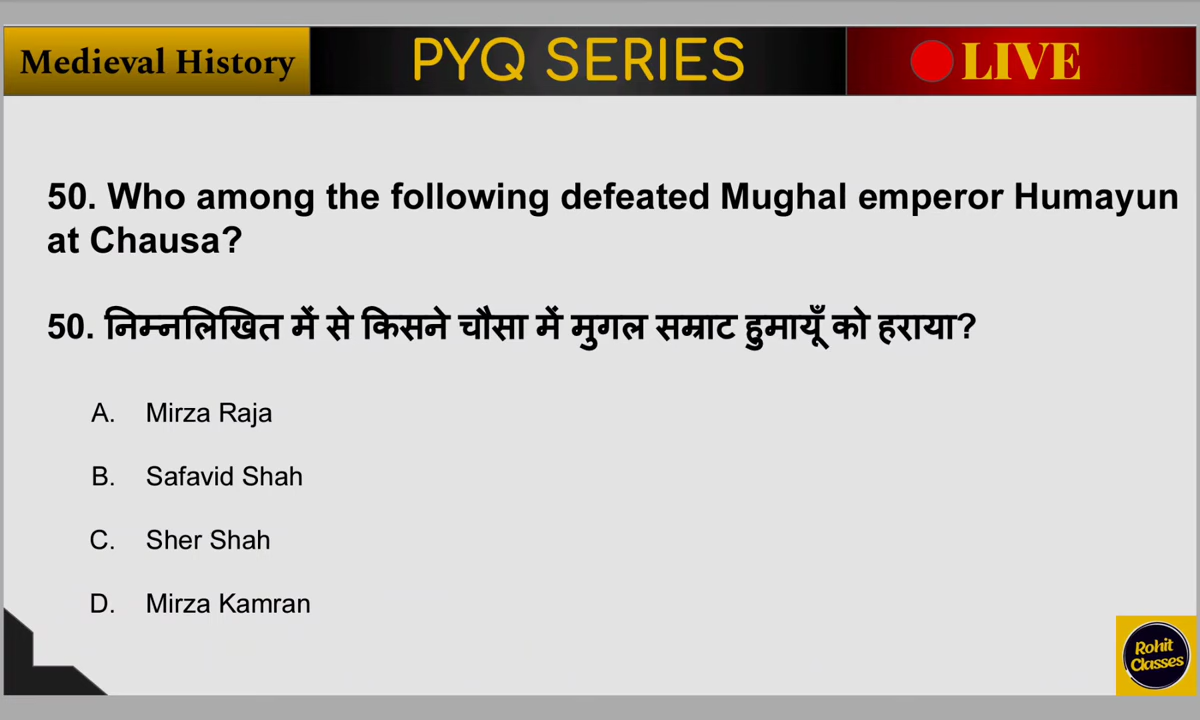 Medieval History
PYQ SERIES
LIVE
50. Who among the following defeated Mughal emperor Humayun
at Chausa?
50. निम्नलिखित में से किसने चौसा में मुगल सम्राट हुमायूँ को हराया?
A. Mirza Raja
B. Safavid Shah
C. Sher Shah
D. Mirza Kamran
Rohit
Classes